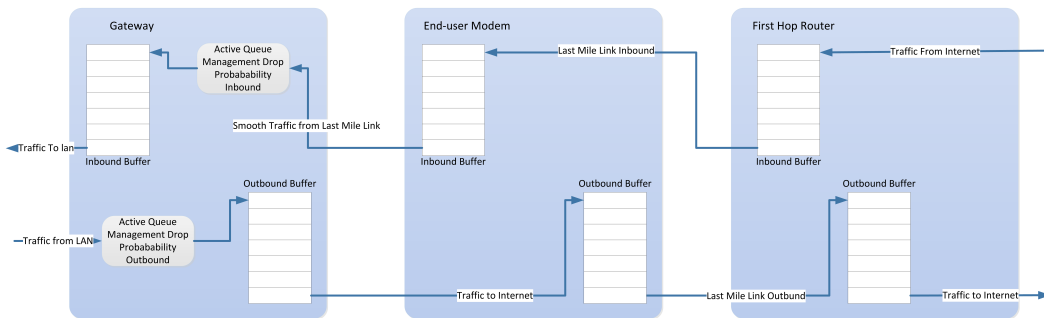 Gateway
End-user Modem
First Hop Router
Active Queue
Management Drop
Probabability
Inbound
Last Mile Link Inbound
Traffic From Internet
Smooth Traffic from Last Mile Link
Traffic To lan
Inbound Buffer
Inbound Buffer
Inbound Buffer
Outbound Buffer
Outbound Buffer
Outbound Buffer
Active Queue
Management Drop
Probabability
Outbound
Traffic from LAN
Traffic to Internet
Last Mile Link Outbund
Traffic to Internet